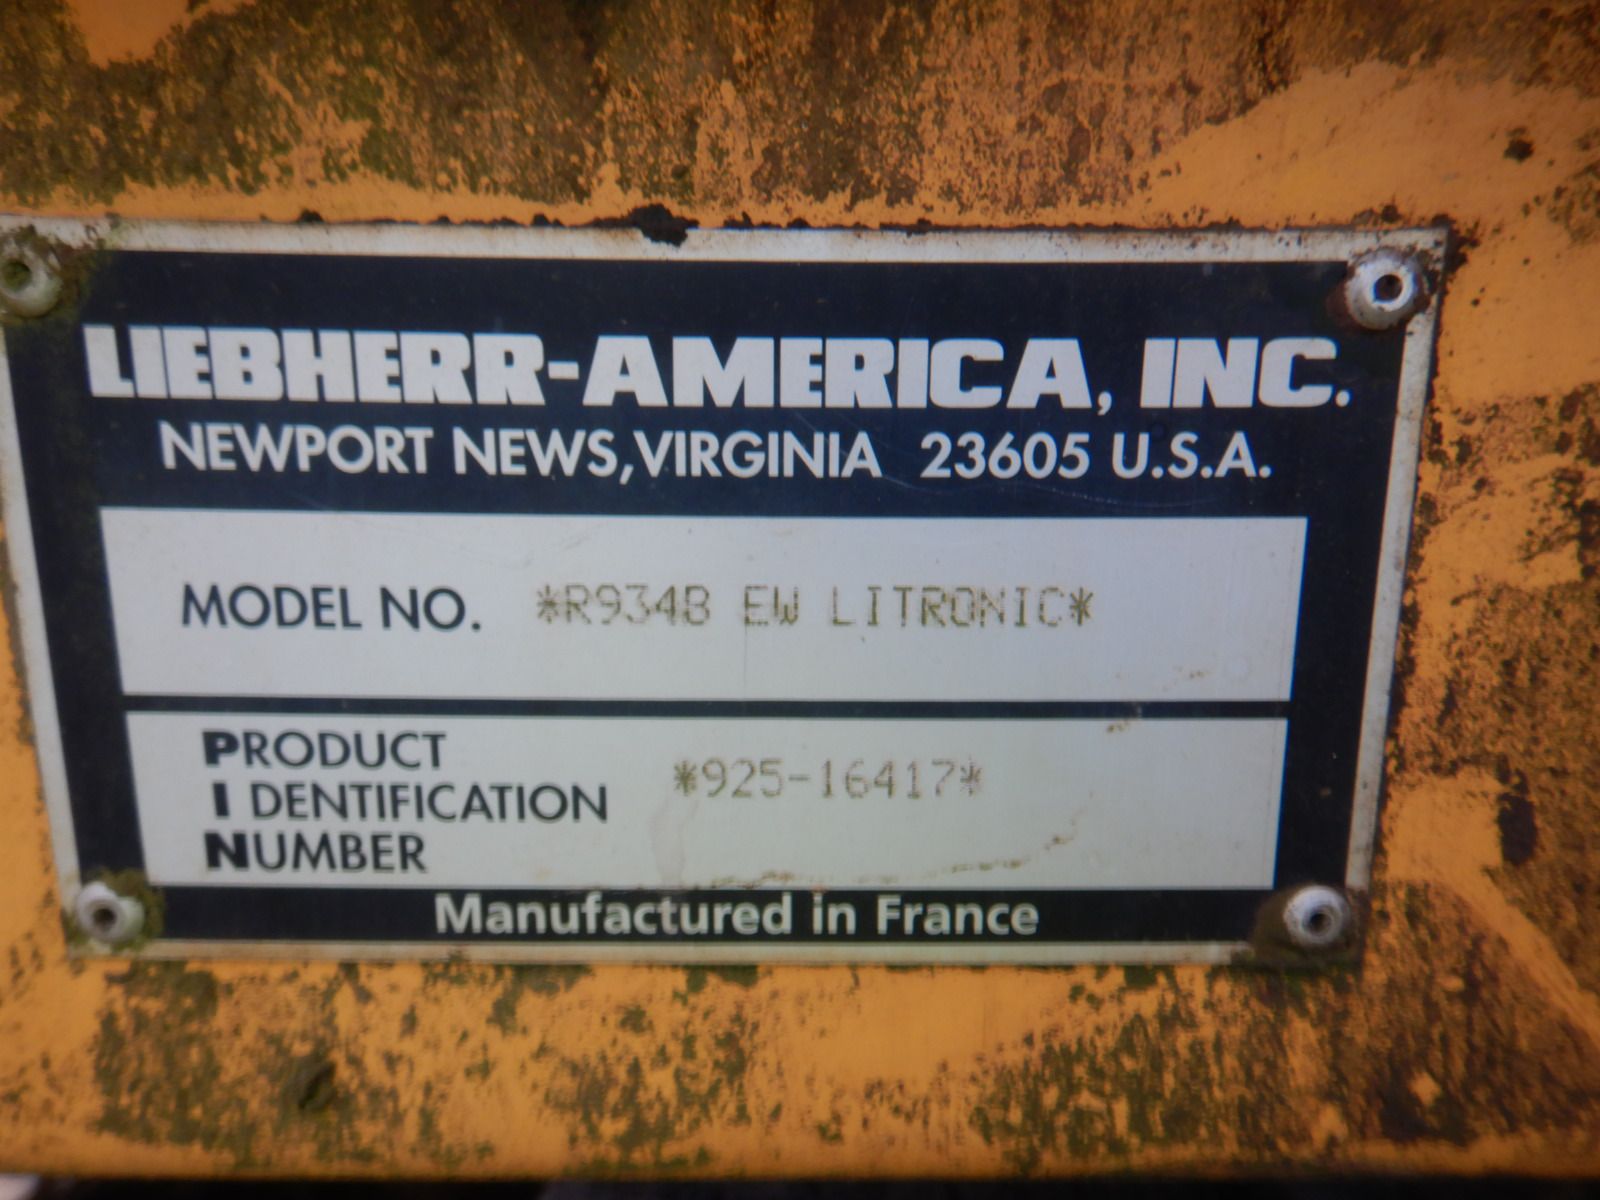 LIEBHERR-AMERICA, INC.
NEWPORT NEWS, VIRGINIA 23605 U.S.A.
MODEL NO. *R934B EW LITRONIC*
PRODUCT
IDENTIFICATION *925-16417*
NUMBER
Manufactured in France